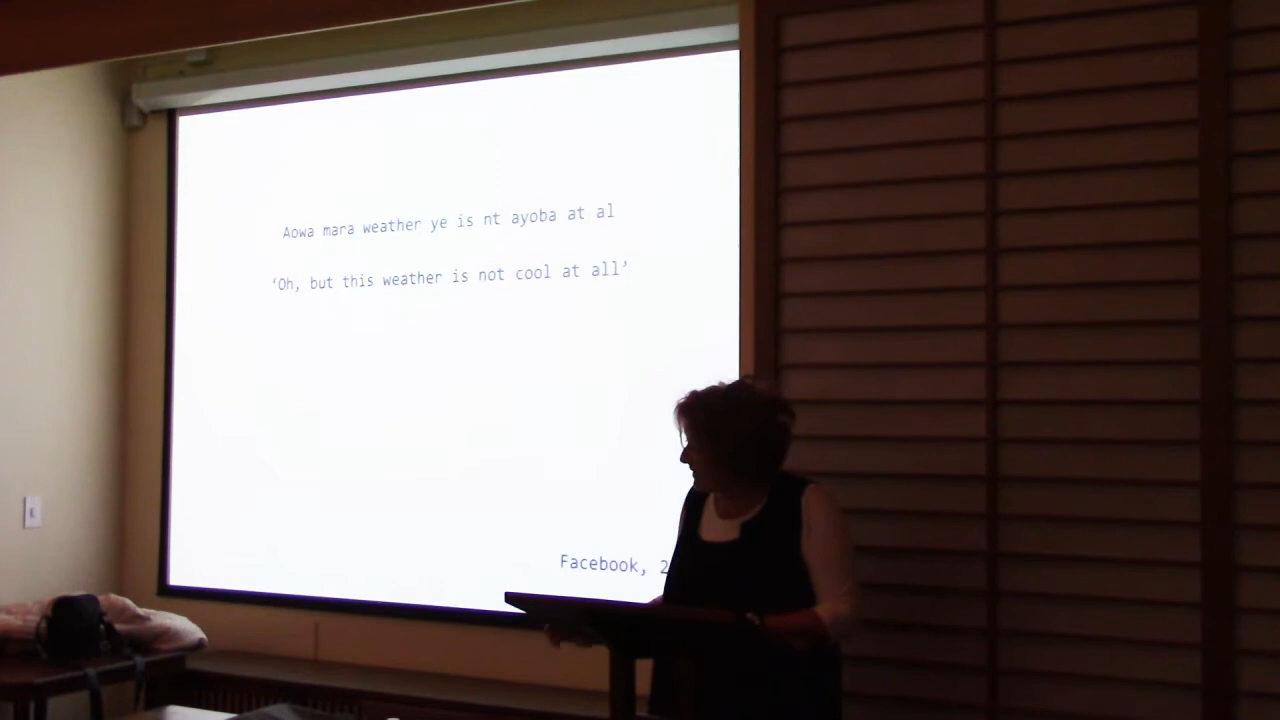 Aowa mara weather ye is nt ayoba at al
‘Oh, but this weather is not cool at all’
Facebook, 2